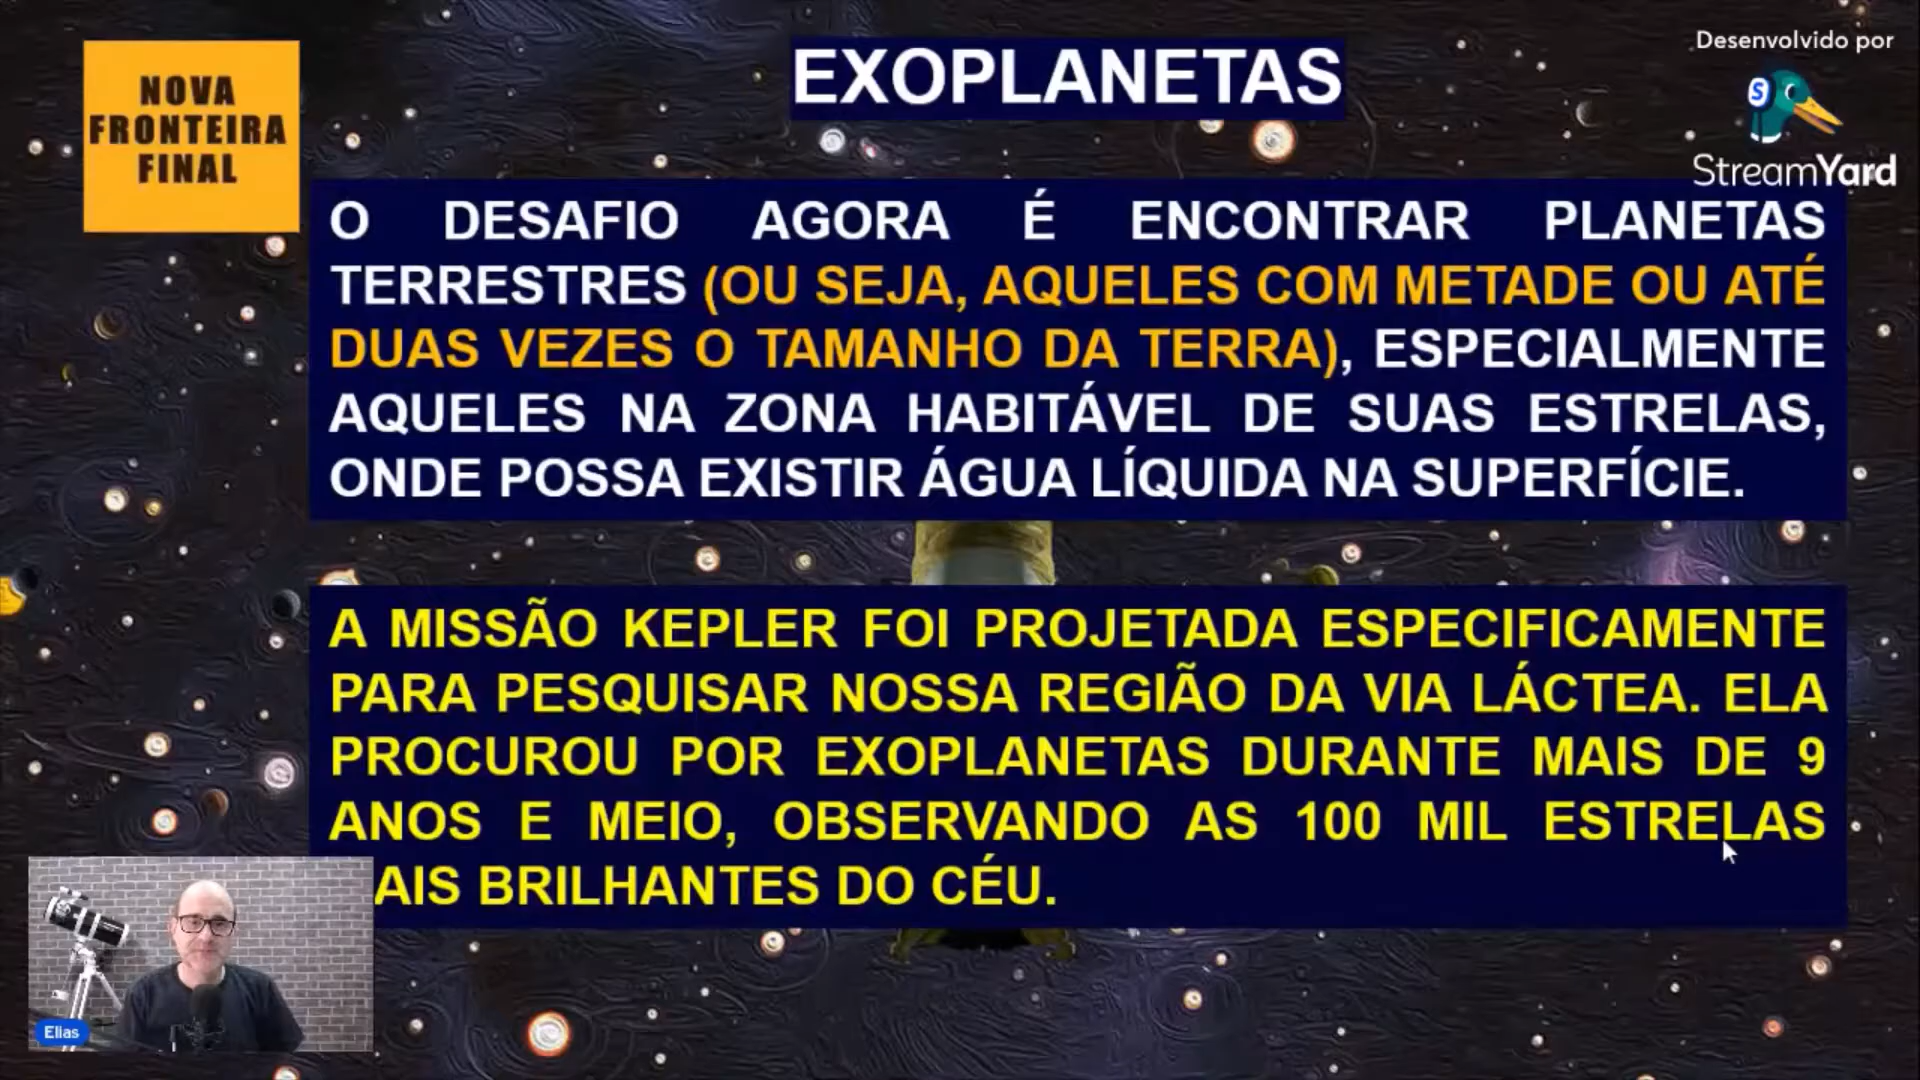 NOVA
FRONTEIRA
FINAL
EXOPLANETAS
Desenvolvido por
S
StreamYard
O DESAFIO AGORA É ENCONTRAR PLANETAS
TERRESTRES (OU SEJA, AQUELES COM METADE OU ATÉ
DUAS VEZES O TAMANHO DA TERRA), ESPECIALMENTE
AQUELES NA ZONA HABITÁVEL DE SUAS ESTRELAS,
ONDE POSSA EXISTIR ÁGUA LÍQUIDA NA SUPERFÍCIE.
A MISSÃO KEPLER FOI PROJETADA ESPECIFICAMENTE
PARA PESQUISAR NOSSA REGIÃO DA VIA LÁCTEA. ELA
PROCUROU POR EXOPLANETAS DURANTE MAIS DE 9
ANOS E MEIO, OBSERVANDO AS 100 MIL ESTRELAS
AIS BRILHANTES DO CÉU.
Elias